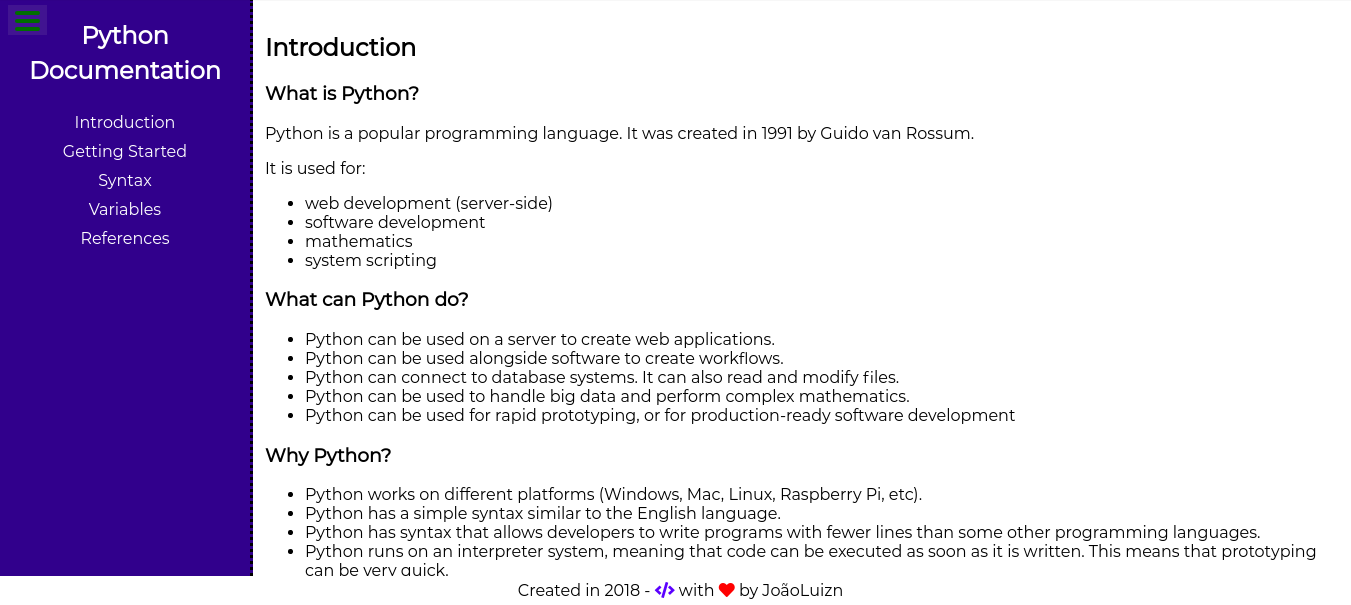 Python
Documentation
Introduction
Getting Started
Syntax
Variables
References
Introduction
What is Python?
Python is a popular programming language. It was created in 1991 by Guido van Rossum.
It is used for:
web development (server-side)
software development
mathematics
system scripting
What can Python do?
Python can be used on a server to create web applications.
Python can be used alongside software to create workflows.
Python can connect to database systems. It can also read and modify files.
Python can be used to handle big data and perform complex mathematics.
Python can be used for rapid prototyping, or for production-ready software development
Why Python?
Python works on different platforms (Windows, Mac, Linux, Raspberry Pi, etc).
Python has a simple syntax similar to the English language.
Python has syntax that allows developers to write programs with fewer lines than some other programming languages.
Python runs on an interpreter system, meaning that code can be executed as soon as it is written. This means that prototyping
can be very quick.
Created in 2018 - </> with ❤ by JoãoLuizn